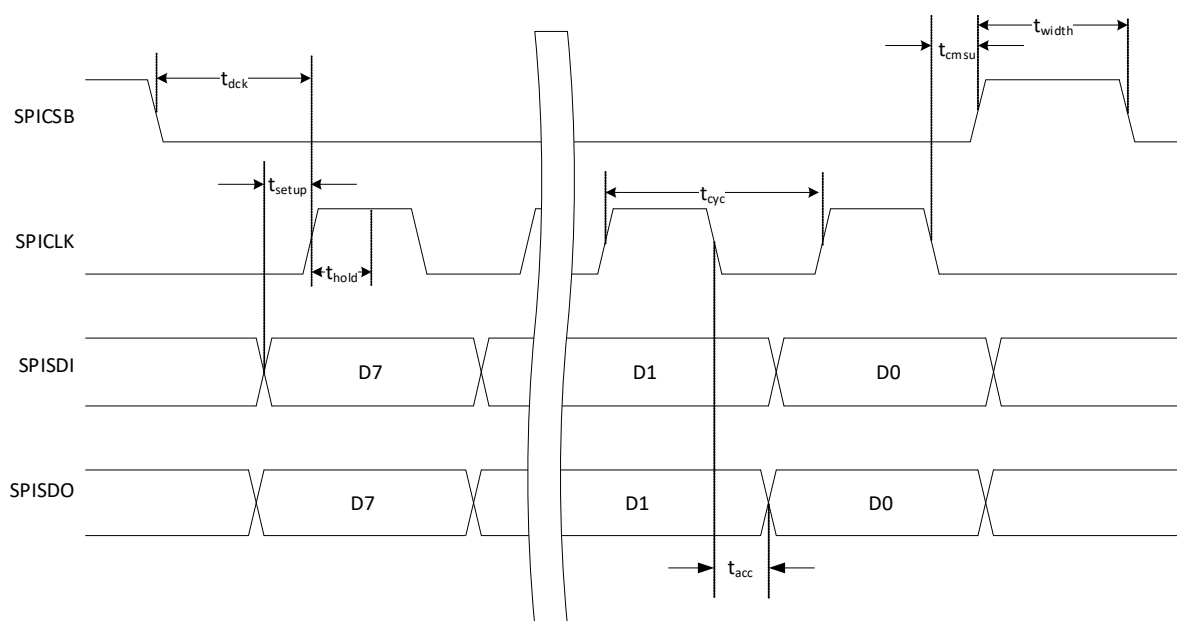 t_width
t_cmsu
t_dck
SPICSB
t_setup
t_cyc
SPICLK
t_hold
SPISDI
D7 D1 D0
SPISDO
D7 D1 D0
t_acc